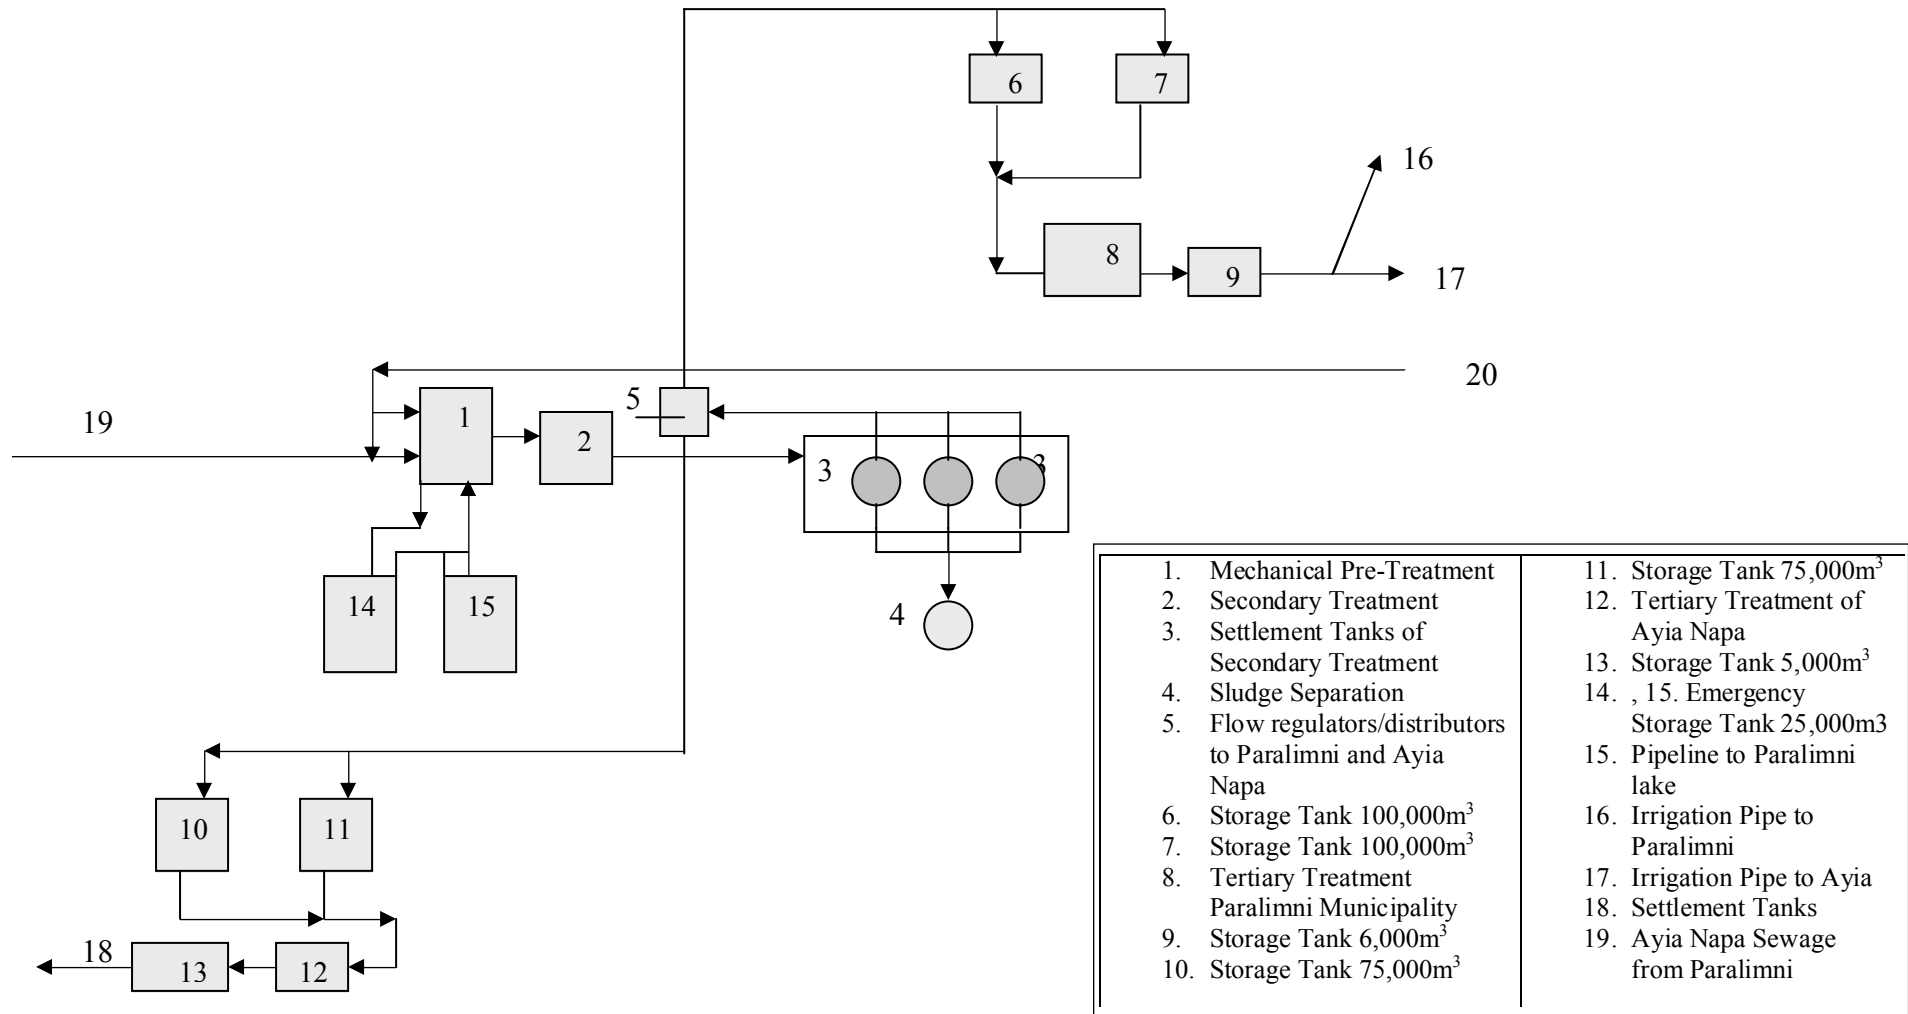 6
7
16
8
9
17
20
5
19
1
2
3
3
14
15
4
10
11
18
13
12
1. Mechanical Pre-Treatment
2. Secondary Treatment
3. Settlement Tanks of
Secondary Treatment
4. Sludge Separation
5. Flow regulators/distributors
to Paralimni and Ayia
Napa
6. Storage Tank 100,000m³
7. Storage Tank 100,000m³
8. Tertiary Treatment
Paralimni Municipality
9. Storage Tank 6,000m³
10. Storage Tank 75,000m³
11. Storage Tank 75,000m³
12. Tertiary Treatment of
Ayia Napa
13. Storage Tank 5,000m³
14. , 15. Emergency
Storage Tank 25,000m3
15. Pipeline to Paralimni
lake
16. Irrigation Pipe to
Paralimni
17. Irrigation Pipe to Ayia
18. Settlement Tanks
19. Ayia Napa Sewage
from Paralimni